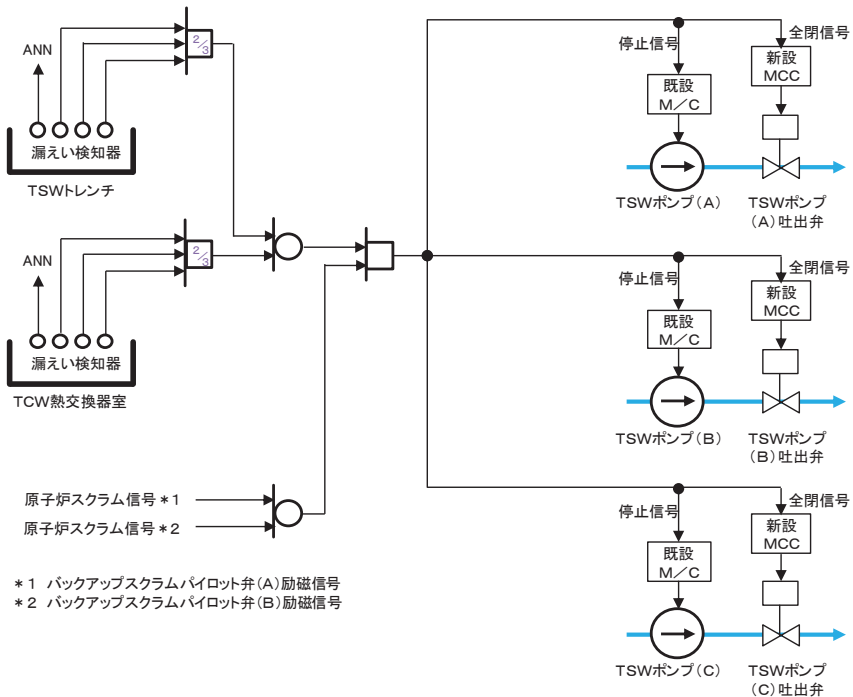 ANN
2/3
漏えい検知器
TSWトレンチ
ANN
2/3
漏えい検知器
TCW熱交換器室
原子炉スクラム信号*1
原子炉スクラム信号*2
*1 バックアップスクラムパイロット弁(A)励磁信号
*2 バックアップスクラムパイロット弁(B)励磁信号
停止信号
全閉信号
既設
M/C
新設
MCC
TSWポンプ(A)
TSWポンプ
(A)吐出弁
停止信号
全閉信号
既設
M/C
新設
MCC
TSWポンプ(B)
TSWポンプ
(B)吐出弁
停止信号
全閉信号
既設
M/C
新設
MCC
TSWポンプ(C)
TSWポンプ
(C)吐出弁